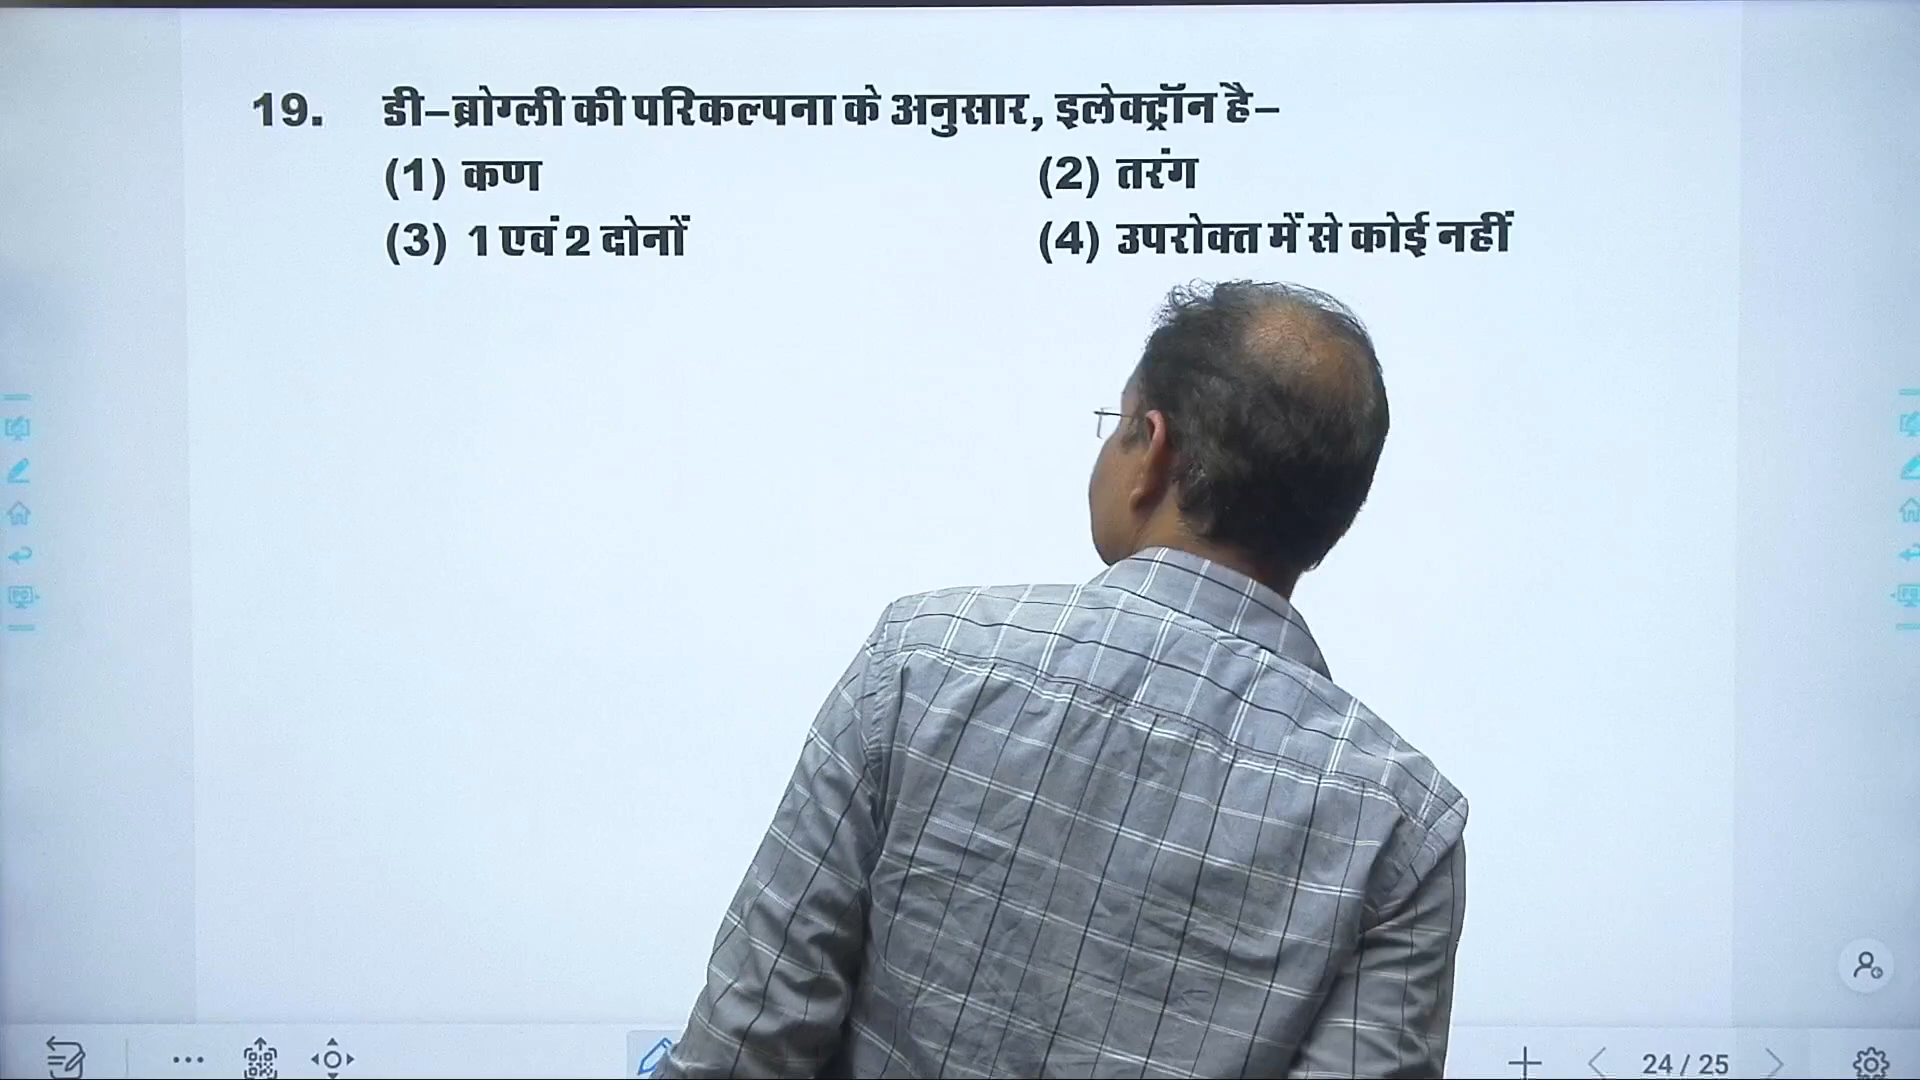 19. डी–ब्रोग्ली की परिकल्पना के अनुसार, इलेक्ट्रॉन है–
(1) कण (2) तरंग
(3) 1 एवं 2 दोनों (4) उपरोक्त में से कोई नहीं
24 / 25